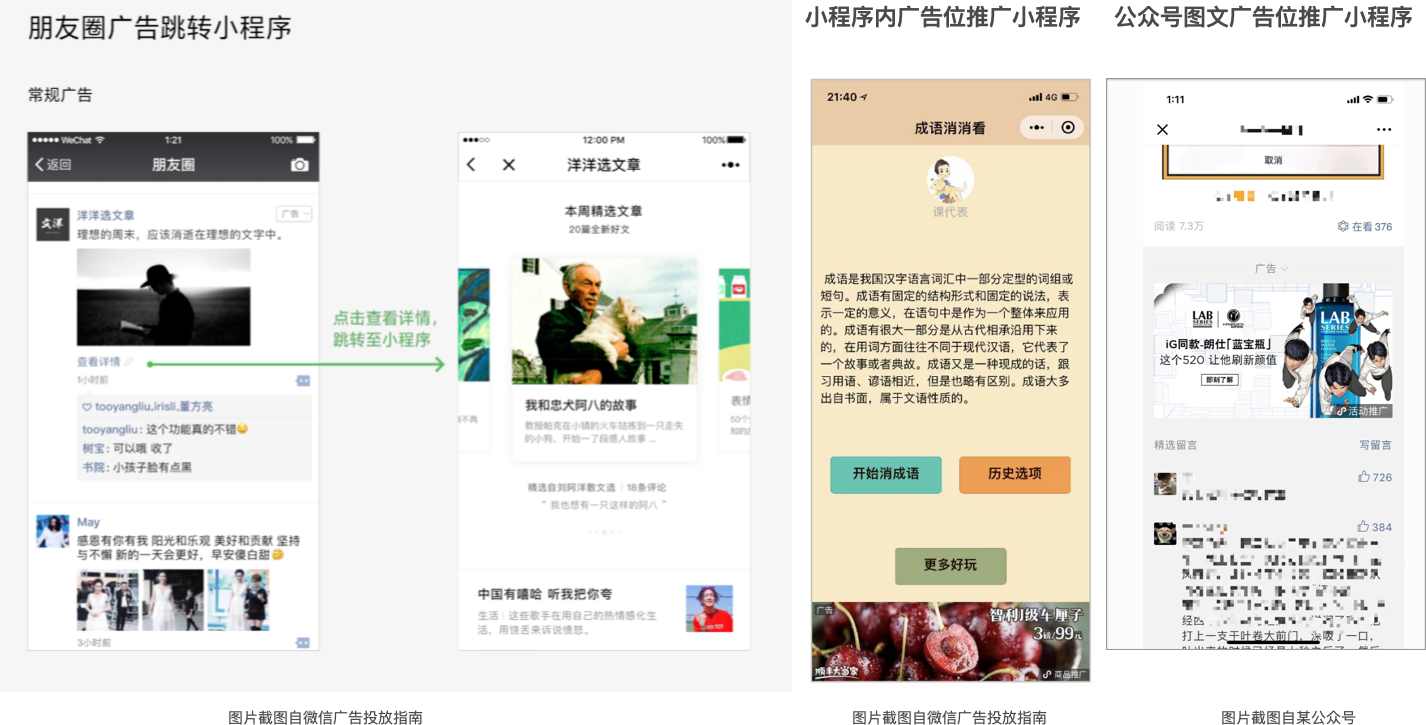 朋友圈广告跳转小程序
常规广告
WeChat
1:21
100%
返回
朋友圈
文洋
洋洋选文章
广告
理想的周末，应该消逝在理想的文字中。
查看详情
1小时前
tooyangliu,irisli,董方亮
tooyangliu：这个功能真的不错
树宝：可以哦 收了
书院：小孩子脸有点黑
May
感恩有你有我 阳光和乐观 美好和贡献 坚持
与不懈 新的一天会更好，早安傻白甜
3小时前
点击查看详情，
跳转至小程序
12:00 PM
100%
洋洋选文章
本周精选文章
20篇全新好文
我和忠犬阿八的故事
教授帕克在小镇的火车站拣到一只走失
的小狗，开始一了段感人故事 ...
不再
表情
50个
知的
精选自刘阿洋散文选｜18条评论
“ 我也想有一只这样的阿八 ”
中国有嘻哈 听我把你夸
生活｜这些歌手在用自己的热情感化生
活，用饶舌来诉说愤怒。
图片截图自微信广告投放指南
小程序内广告位推广小程序
21:40
4G
成语消消看
课代表
成语是我国汉字语言词汇中一部分定型的词组或
短句。成语有固定的结构形式和固定的说法，表
示一定的意义，在语句中是作为一个整体来应用
的。成语有很大一部分是从古代相承沿用下来
的，在用词方面往往不同于现代汉语，它代表了
一个故事或者典故。成语又是一种现成的话，跟
习用语、谚语相近，但是也略有区别。成语大多
出自书面，属于文语性质的。
开始消成语
历史选项
更多好玩
广告
智利J级车厘子
3磅/99元
顺丰大当家
商品推广
图片截图自微信广告投放指南
公众号图文广告位推广小程序
1:11
取消
阅读 7.3万
在看 376
广告
LAB
SERIES
iG同款-朗仕「蓝宝瓶」
这个520 让他刷新颜值
即刻了解
LAB
SERIES
活动推广
精选留言
写留言
726
384
打上一支干叶卷大前门，深吸了一口，
图片截图自某公众号